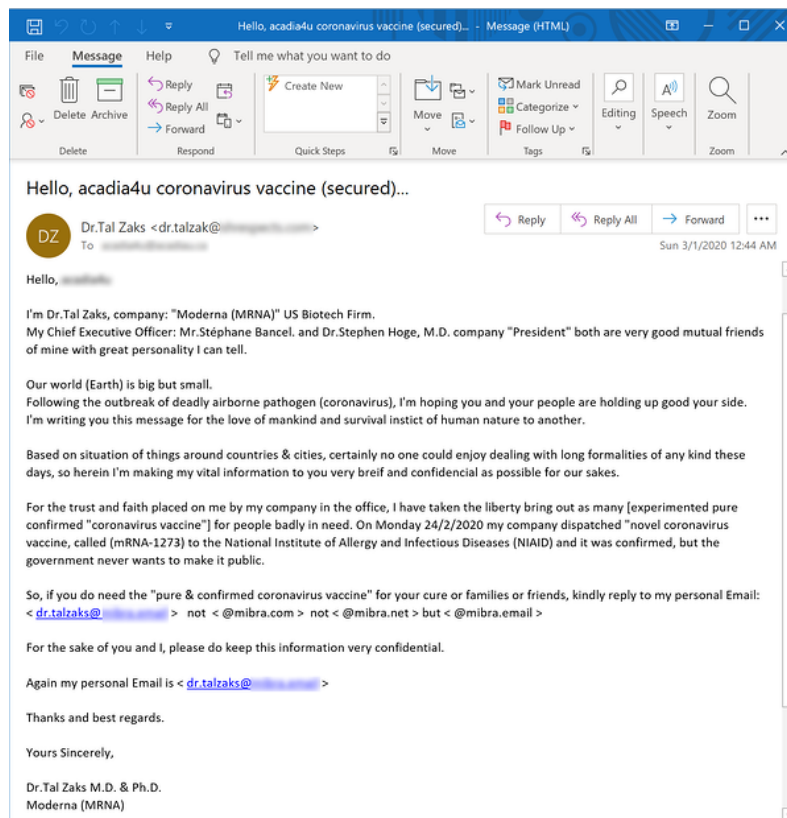 Hello, acadia4u coronavirus vaccine (secured)... - Message (HTML)
File Message Help Tell me what you want to do
Delete Archive
Reply
Reply All
Forward
Create New
Move
Mark Unread
Categorize
Follow Up
Editing
Speech
Zoom
Delete Respond Quick Steps Move Tags Zoom
Hello, acadia4u coronavirus vaccine (secured)...
DZ
Dr.Tal Zaks <dr.talzak@ >
To
Reply Reply All Forward
Sun 3/1/2020 12:44 AM
Hello,
I'm Dr.Tal Zaks, company: "Moderna (MRNA)" US Biotech Firm.
My Chief Executive Officer: Mr.Stéphane Bancel. and Dr.Stephen Hoge, M.D. company "President" both are very good mutual friends
of mine with great personality I can tell.
Our world (Earth) is big but small.
Following the outbreak of deadly airborne pathogen (coronavirus), I'm hoping you and your people are holding up good your side.
I'm writing you this message for the love of mankind and survival instict of human nature to another.
Based on situation of things around countries & cities, certainly no one could enjoy dealing with long formalities of any kind these
days, so herein I'm making my vital information to you very breif and confidencial as possible for our sakes.
For the trust and faith placed on me by my company in the office, I have taken the liberty bring out as many [experimented pure
confirmed "coronavirus vaccine"] for people badly in need. On Monday 24/2/2020 my company dispatched "novel coronavirus
vaccine, called (mRNA-1273) to the National Institute of Allergy and Infectious Diseases (NIAID) and it was confirmed, but the
government never wants to make it public.
So, if you do need the "pure & confirmed coronavirus vaccine" for your cure or families or friends, kindly reply to my personal Email:
< dr.talzaks@ > not < @mibra.com > not < @mibra.net > but < @mibra.email >
For the sake of you and I, please do keep this information very confidential.
Again my personal Email is < dr.talzaks@ >
Thanks and best regards.
Yours Sincerely,
Dr.Tal Zaks M.D. & Ph.D.
Moderna (MRNA)